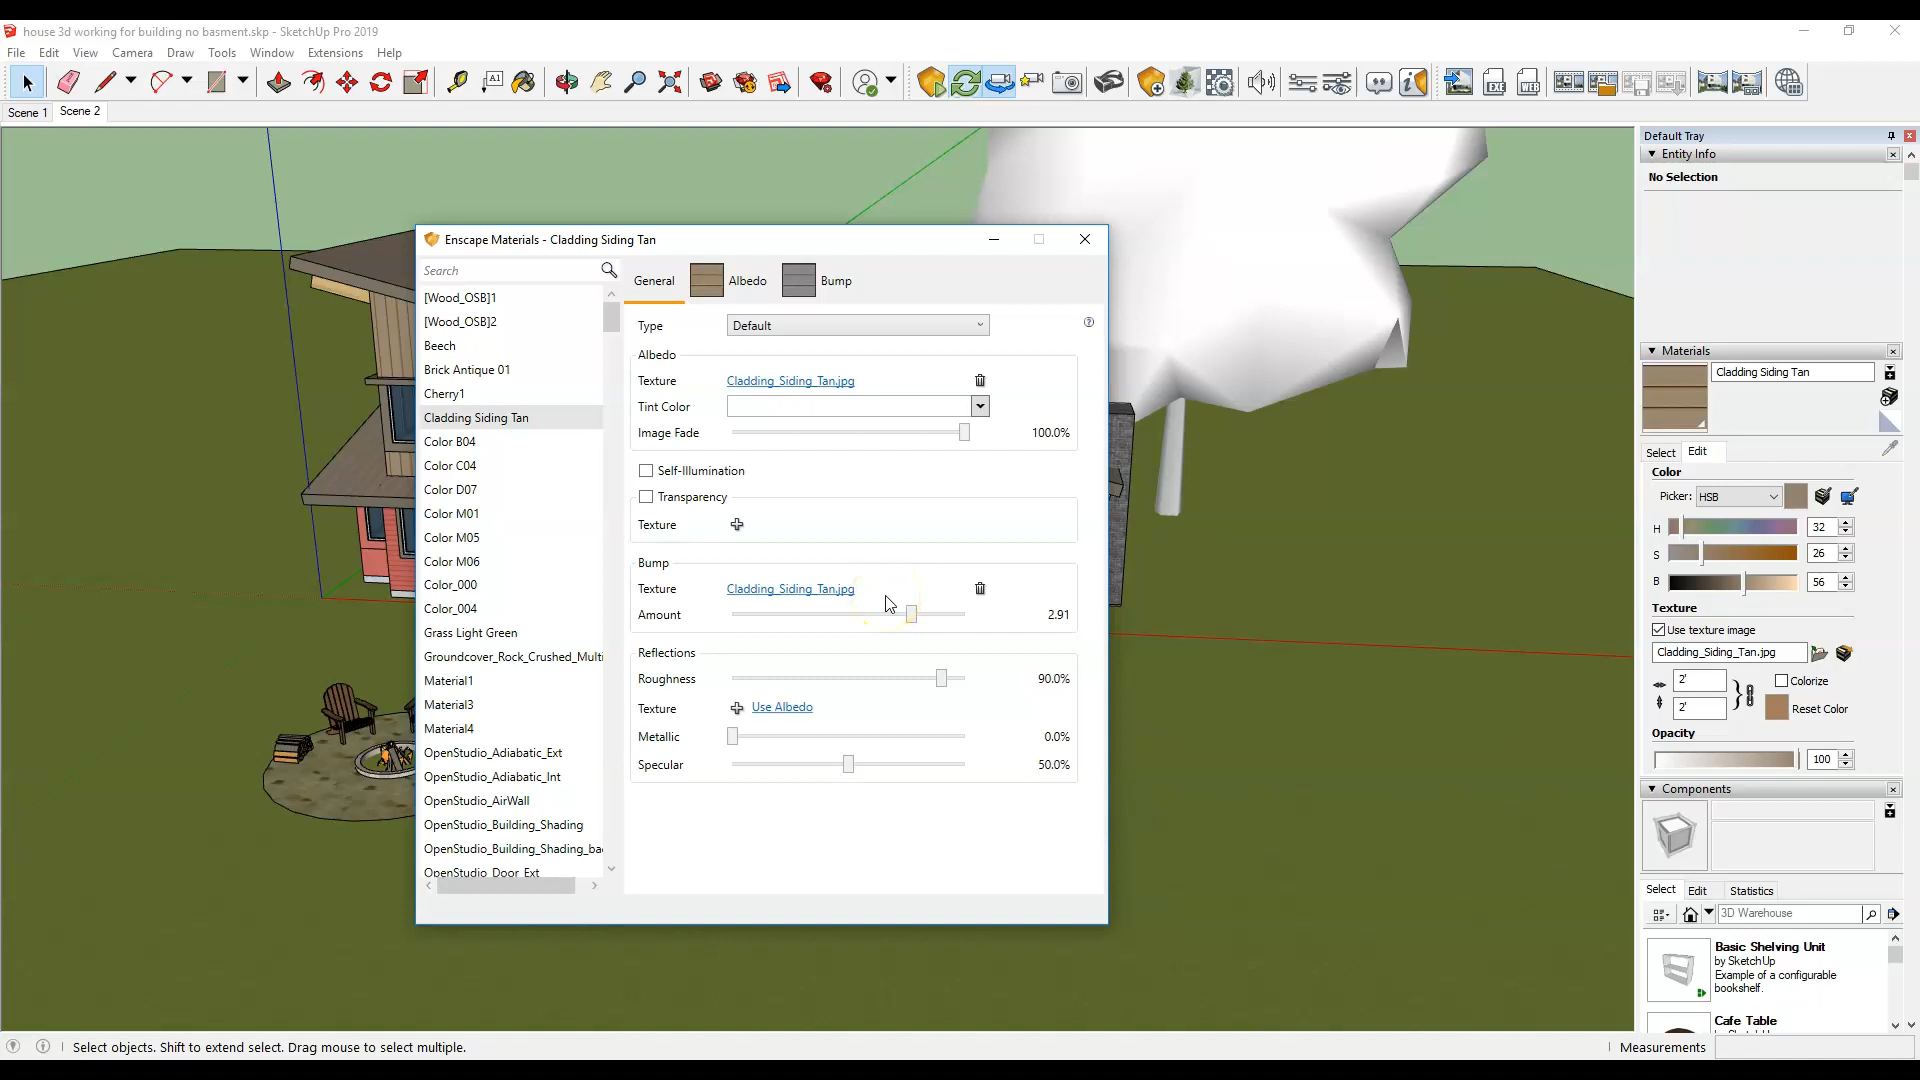 house 3d working for building no basment.skp - SketchUp Pro 2019
File Edit View Camera Draw Tools Window Extensions Help
A1
EXE
WEB
Scene 1 Scene 2
Default Tray
Entity Info
No Selection
Enscape Materials - Cladding Siding Tan
Search
[Wood_OSB]1
[Wood_OSB]2
Beech
Brick Antique 01
Cherry1
Cladding Siding Tan
Color B04
Color C04
Color D07
Color M01
Color M05
Color M06
Color_000
Color_004
Grass Light Green
Groundcover_Rock_Crushed_Multi
Material1
Material3
Material4
OpenStudio_Adiabatic_Ext
OpenStudio_Adiabatic_Int
OpenStudio_AirWall
OpenStudio_Building_Shading
OpenStudio_Building_Shading_ba
OpenStudio_Door_Ext
General Albedo Bump
Type Default
Albedo
Texture Cladding_Siding_Tan.jpg
Tint Color
Image Fade 100.0%
Self-Illumination
Transparency
Texture
Bump
Texture Cladding_Siding_Tan.jpg
Amount 2.91
Reflections
Roughness 90.0%
Texture Use Albedo
Metallic 0.0%
Specular 50.0%
Materials
Cladding Siding Tan
Select Edit
Color
Picker: HSB
H 32
S 26
B 56
Texture
Use texture image
Cladding_Siding_Tan.jpg
2' Colorize
2' Reset Color
Opacity
100
Components
Select Edit Statistics
3D Warehouse
Basic Shelving Unit
by SketchUp
Example of a configurable
bookshelf.
Cafe Table
Select objects. Shift to extend select. Drag mouse to select multiple.
Measurements